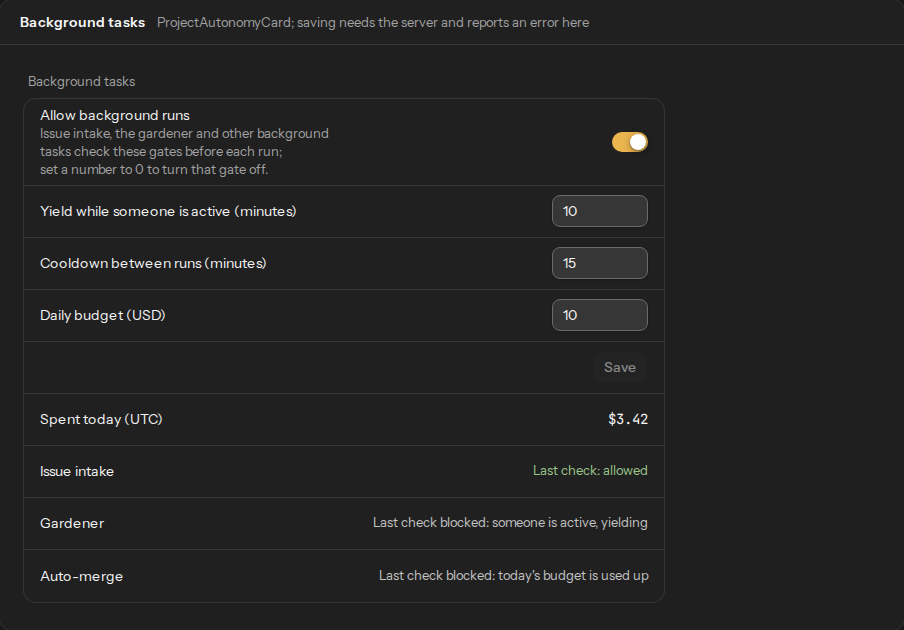 Background tasks ProjectAutonomyCard; saving needs the server and reports an error here
Background tasks
Allow background runs
Issue intake, the gardener and other background
tasks check these gates before each run;
set a number to 0 to turn that gate off.
Yield while someone is active (minutes) 10
Cooldown between runs (minutes) 15
Daily budget (USD) 10
Save
Spent today (UTC) $3.42
Issue intake Last check: allowed
Gardener Last check blocked: someone is active, yielding
Auto-merge Last check blocked: today's budget is used up